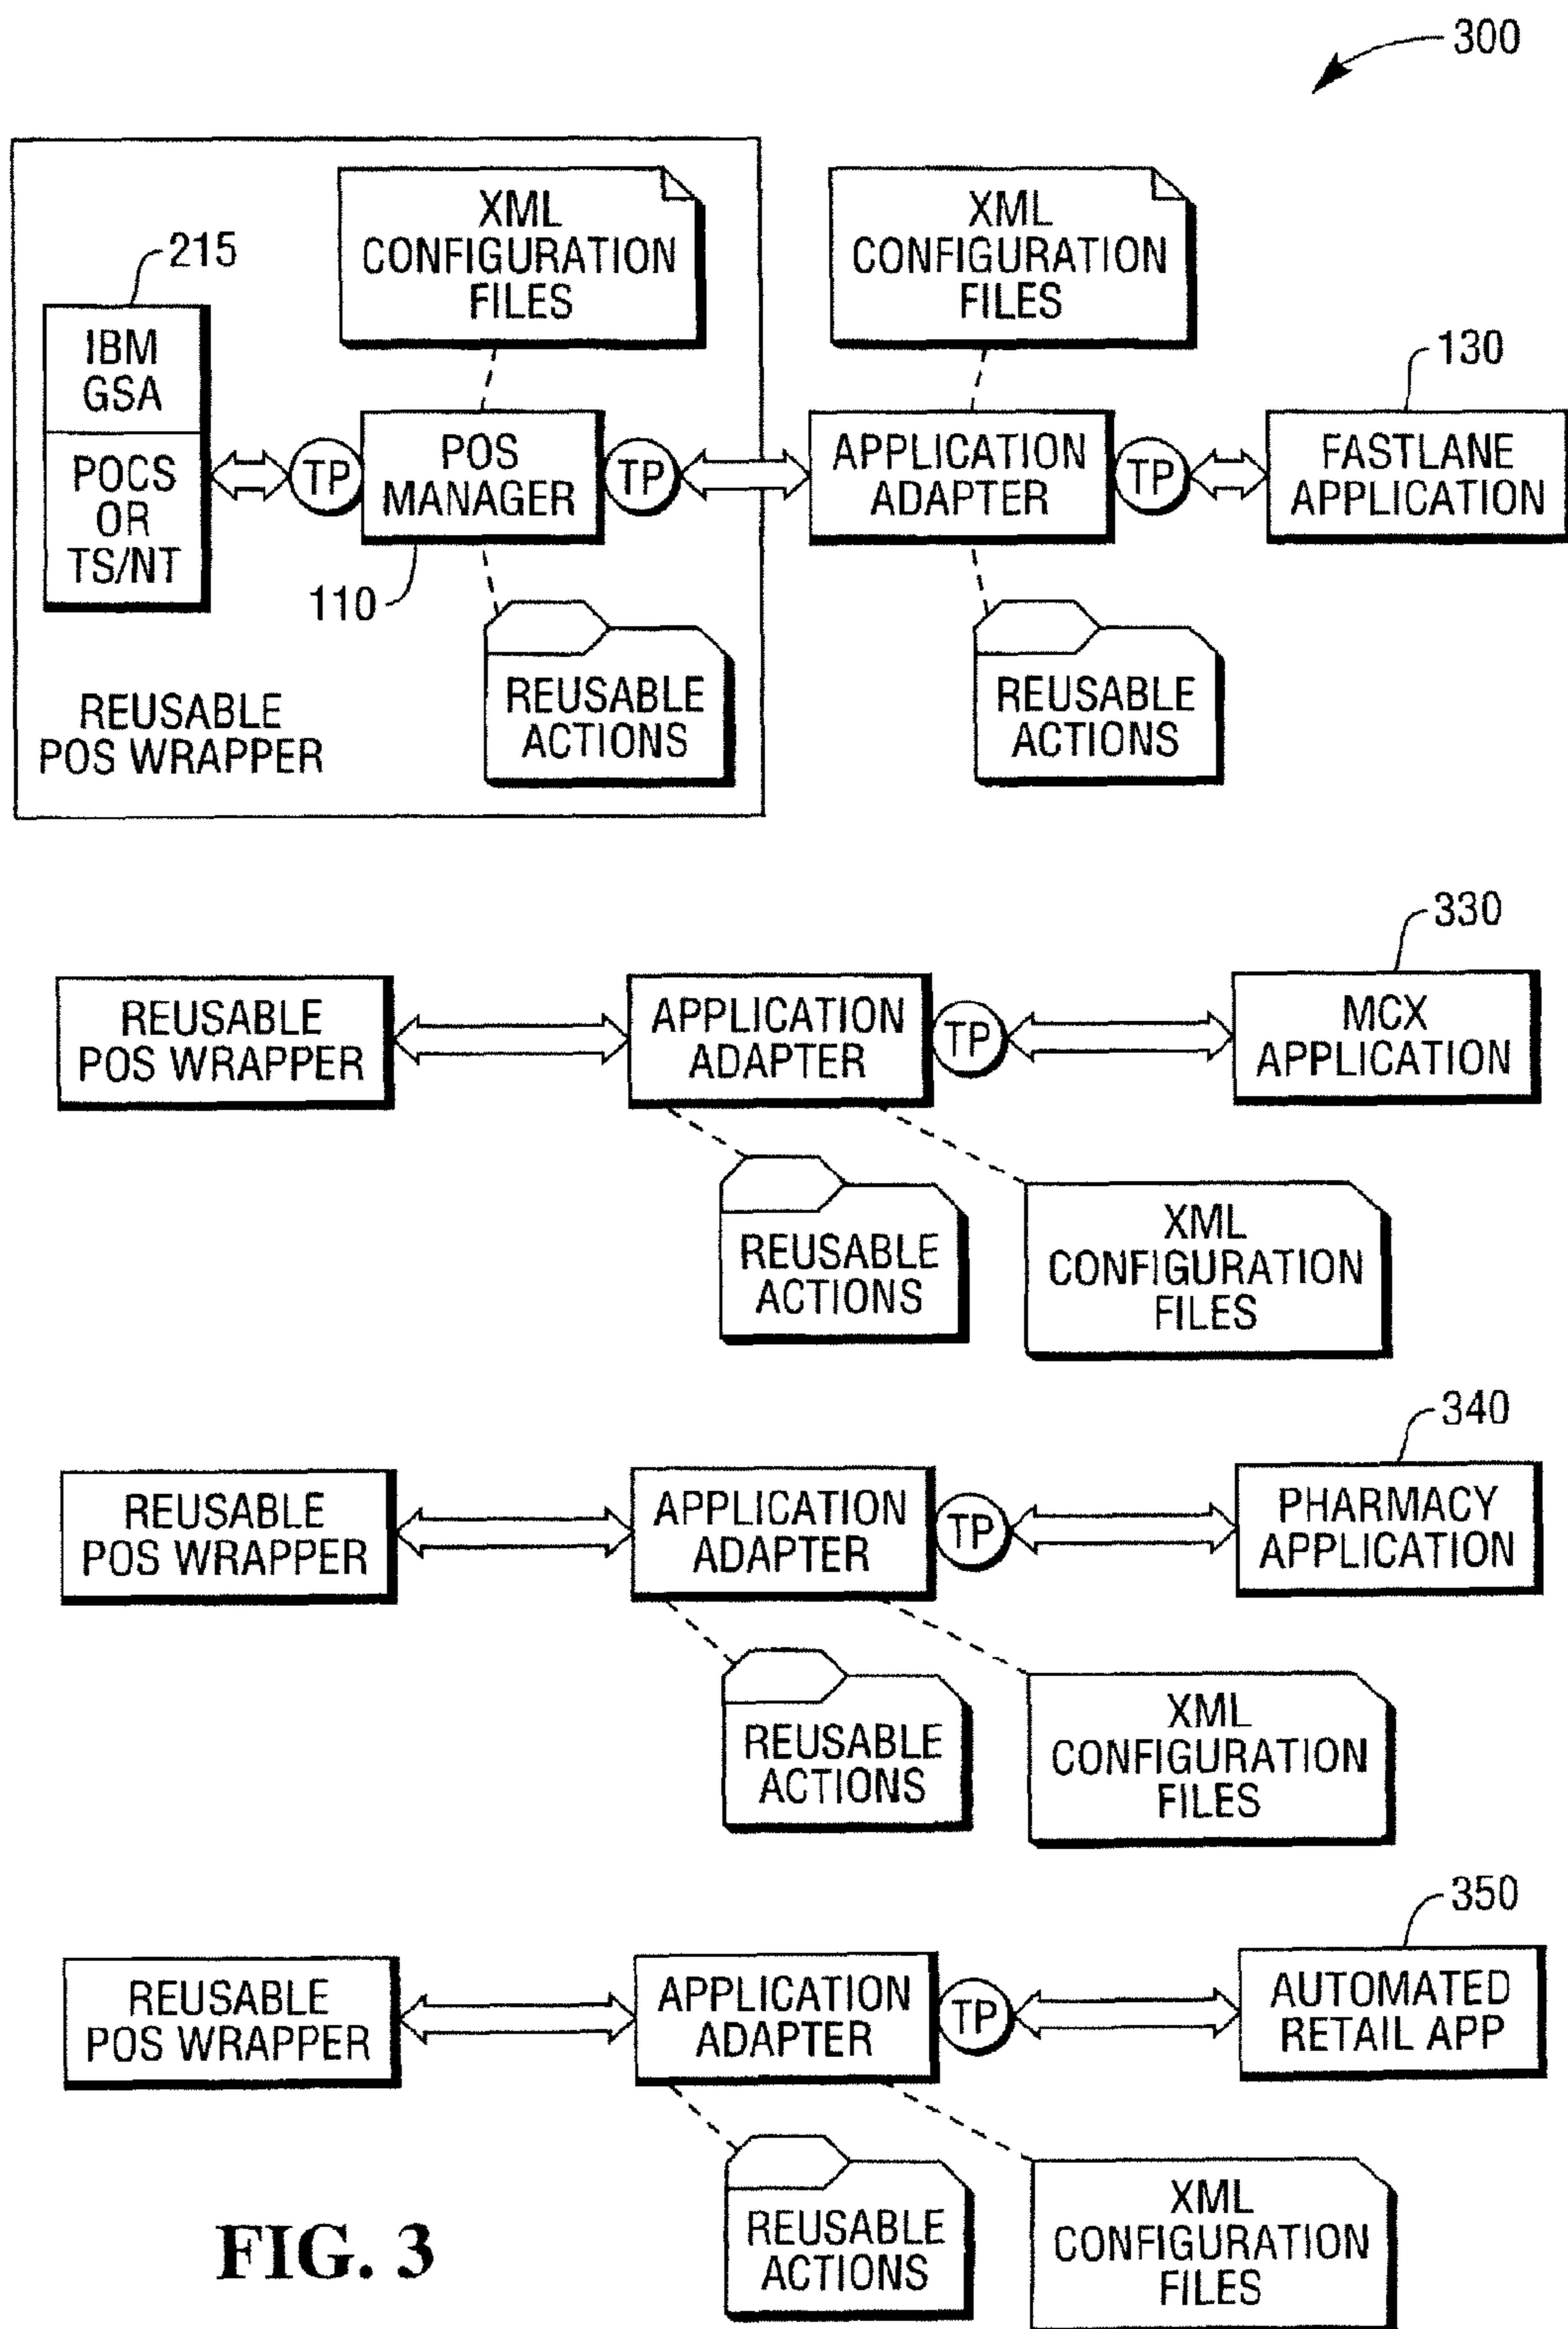 300
XML
CONFIGURATION
FILES
XML
CONFIGURATION
FILES
215
IBM
GSA
POCS
OR
TS/NT
TP
POS
MANAGER
TP
APPLICATION
ADAPTER
TP
130
FASTLANE
APPLICATION
110
REUSABLE
ACTIONS
REUSABLE
ACTIONS
REUSABLE
POS WRAPPER
330
REUSABLE
POS WRAPPER
APPLICATION
ADAPTER
TP
MCX
APPLICATION
REUSABLE
ACTIONS
XML
CONFIGURATION
FILES
340
REUSABLE
POS WRAPPER
APPLICATION
ADAPTER
TP
PHARMACY
APPLICATION
REUSABLE
ACTIONS
XML
CONFIGURATION
FILES
350
REUSABLE
POS WRAPPER
APPLICATION
ADAPTER
TP
AUTOMATED
RETAIL APP
REUSABLE
ACTIONS
XML
CONFIGURATION
FILES
FIG. 3